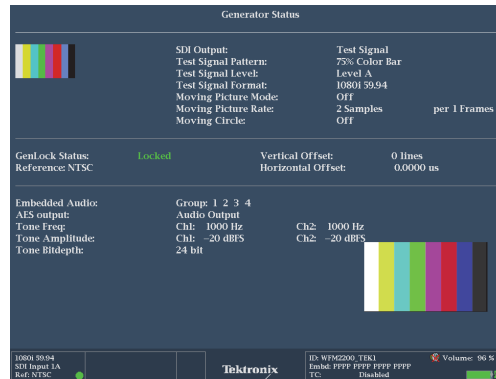 Generator Status
SDI Output: Test Signal
Test Signal Pattern: 75% Color Bar
Test Signal Level: Level A
Test Signal Format: 1080i 59.94
Moving Picture Mode: Off
Moving Picture Rate: 2 Samples per 1 Frames
Moving Circle: Off
GenLock Status: Locked Vertical Offset: 0 lines
Reference: NTSC Horizontal Offset: 0.0000 us
Embedded Audio: Group: 1 2 3 4
AES output: Audio Output
Tone Freq: Ch1: 1000 Hz Ch2: 1000 Hz
Tone Amplitude: Ch1: -20 dBFS Ch2: -20 dBFS
Tone Bitdepth: 24 bit
1080i 59.94
SDI Input 1A
Ref: NTSC
Tektronix
ID: WFM2200_TEK1 Volume: 96 %
Embd: PPPP PPPP PPPP PPPP
TC: Disabled